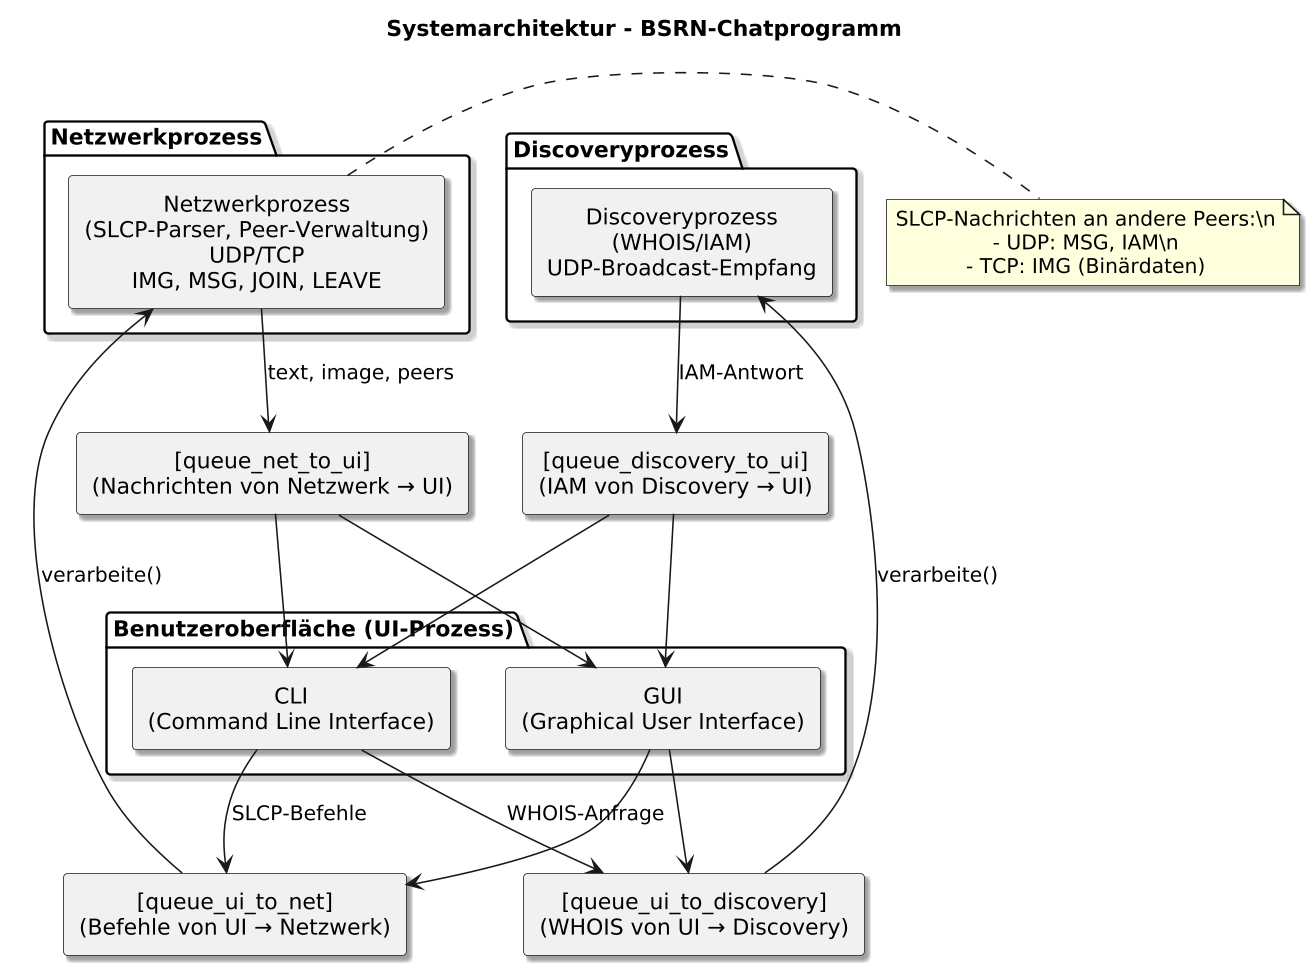 Systemarchitektur - BSRN-Chatprogramm
Netzwerkprozess
Netzwerkprozess
(SLCP-Parser, Peer-Verwaltung)
UDP/TCP
IMG, MSG, JOIN, LEAVE
Discoveryprozess
Discoveryprozess
(WHOIS/IAM)
UDP-Broadcast-Empfang
SLCP-Nachrichten an andere Peers:\n
- UDP: MSG, IAM\n
- TCP: IMG (Binärdaten)
text, image, peers
IAM-Antwort
[queue_net_to_ui]
(Nachrichten von Netzwerk → UI)
[queue_discovery_to_ui]
(IAM von Discovery → UI)
verarbeite()
verarbeite()
Benutzeroberfläche (UI-Prozess)
CLI
(Command Line Interface)
GUI
(Graphical User Interface)
SLCP-Befehle
WHOIS-Anfrage
[queue_ui_to_net]
(Befehle von UI → Netzwerk)
[queue_ui_to_discovery]
(WHOIS von UI → Discovery)